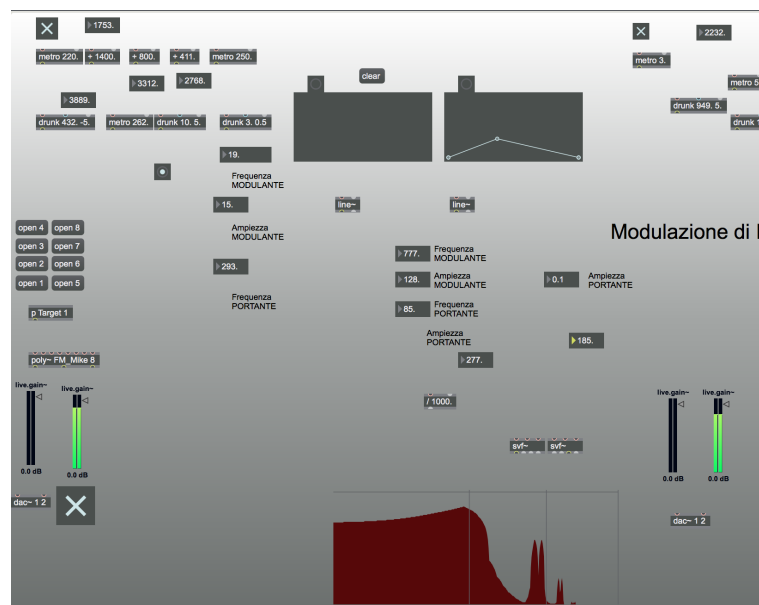 1753.
2232.
metro 220.
+ 1400.
+ 800.
+ 411.
metro 250.
metro 3.
clear
3312.
2768.
metro 5
3889.
drunk 949. 5.
drunk 432. -5.
metro 262.
drunk 10. 5.
drunk 3. 0.5
drunk 1
19.
Frequenza
MODULANTE
15.
line~
line~
open 4
open 8
Ampiezza
MODULANTE
Modulazione di
open 3
open 7
777.
Frequenza
MODULANTE
open 2
open 6
293.
128.
Ampiezza
MODULANTE
0.1
Ampiezza
PORTANTE
open 1
open 5
Frequenza
PORTANTE
85.
Frequenza
PORTANTE
p Target 1
Ampiezza
PORTANTE
185.
poly~ FM_Mike 8
277.
live.gain~
live.gain~
live.gain~
live.gain~
/ 1000.
svf~
svf~
0.0 dB
0.0 dB
0.0 dB
0.0 dB
dac~ 1 2
dac~ 1 2